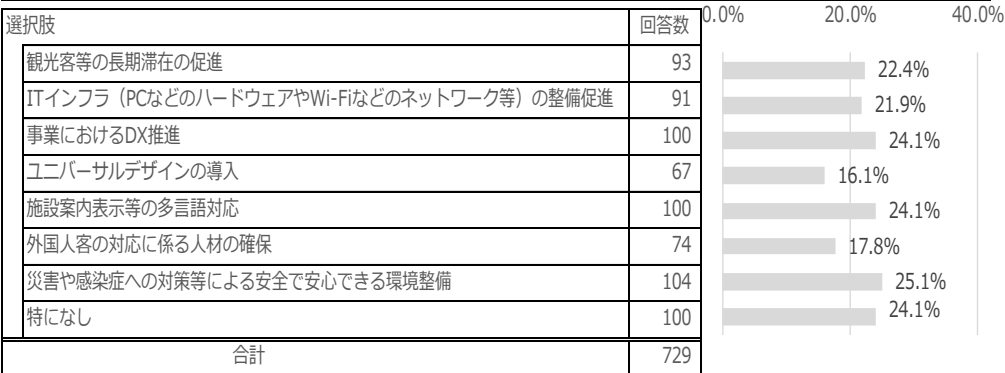 選択肢 回答数 0.0% 20.0% 40.0%
観光客等の長期滞在の促進 93 22.4%
ITインフラ（PCなどのハードウェアやWi-Fiなどのネットワーク等）の整備促進 91 21.9%
事業におけるDX推進 100 24.1%
ユニバーサルデザインの導入 67 16.1%
施設案内表示等の多言語対応 100 24.1%
外国人客の対応に係る人材の確保 74 17.8%
災害や感染症への対策等による安全で安心できる環境整備 104 25.1%
特になし 100 24.1%
合計 729